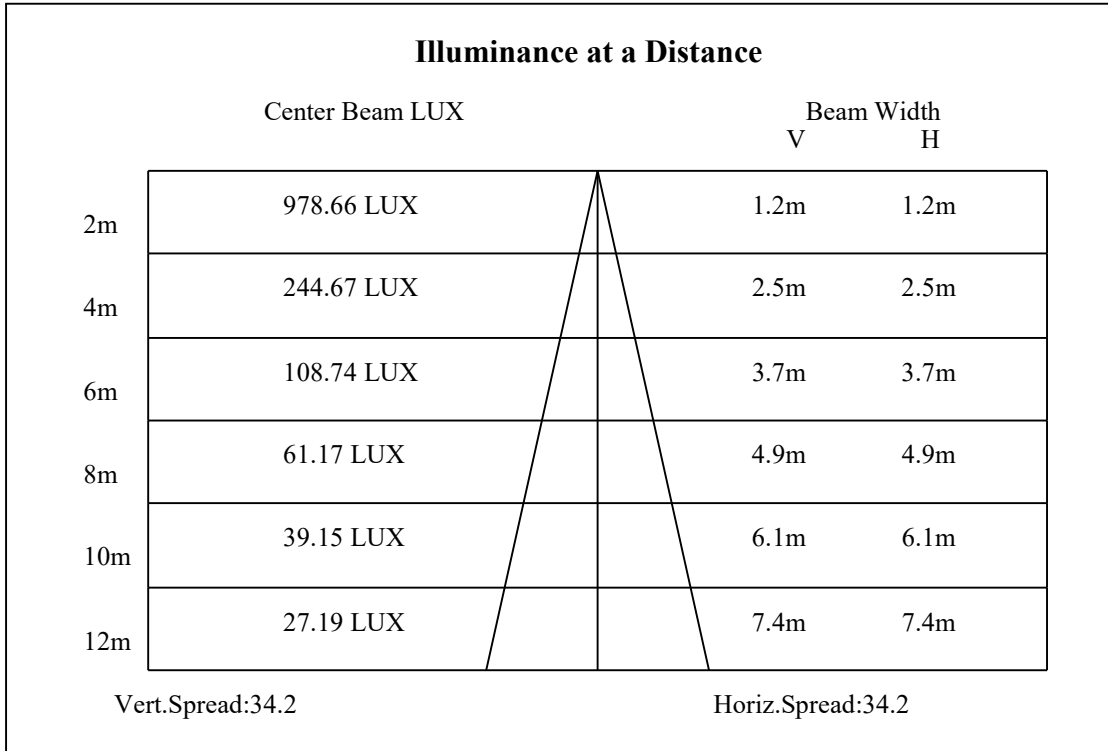 Illuminance at a Distance
Center Beam LUX Beam Width
V H
2m 978.66 LUX 1.2m 1.2m
4m 244.67 LUX 2.5m 2.5m
6m 108.74 LUX 3.7m 3.7m
8m 61.17 LUX 4.9m 4.9m
10m 39.15 LUX 6.1m 6.1m
12m 27.19 LUX 7.4m 7.4m
Vert.Spread:34.2 Horiz.Spread:34.2